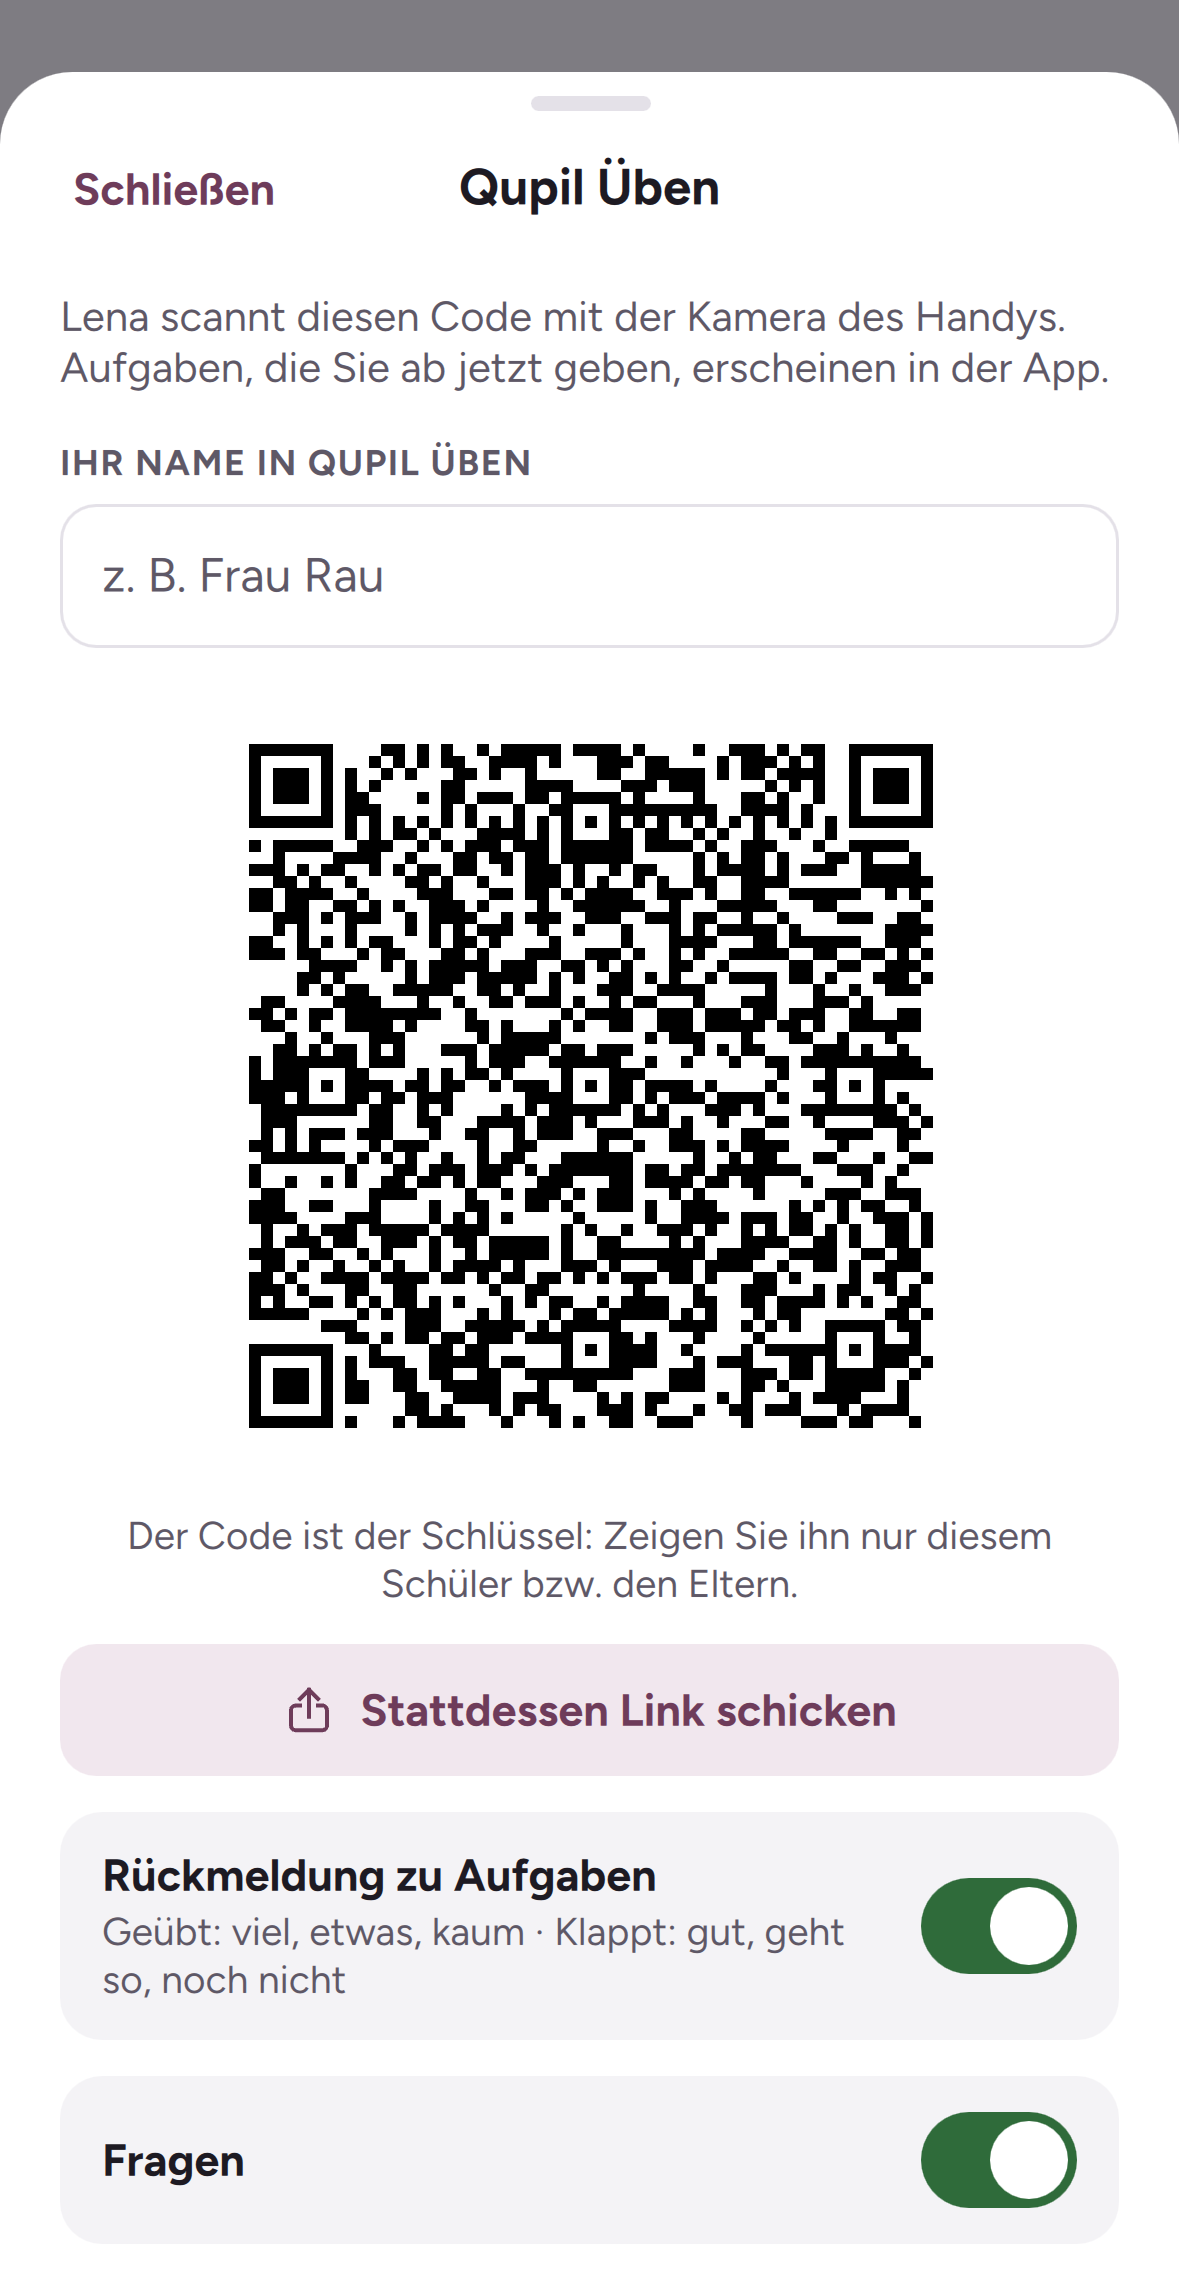 Schließen
Qupil Üben
Lena scannt diesen Code mit der Kamera des Handys.
Aufgaben, die Sie ab jetzt geben, erscheinen in der App.
IHR NAME IN QUPIL ÜBEN
z. B. Frau Rau
Der Code ist der Schlüssel: Zeigen Sie ihn nur diesem
Schüler bzw. den Eltern.
Stattdessen Link schicken
Rückmeldung zu Aufgaben
Geübt: viel, etwas, kaum · Klappt: gut, geht
so, noch nicht
Fragen